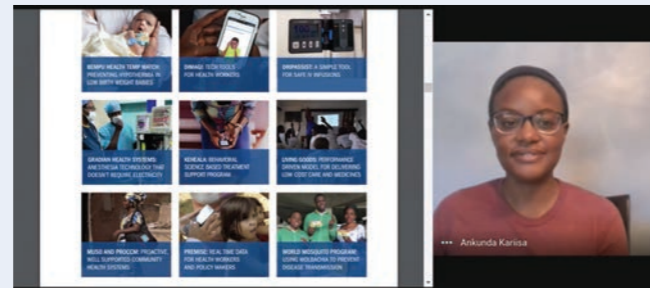 BEMPU HEALTH TEMP WATCH:
PREVENTING HYPOTHERMIA IN
LOW BIRTH WEIGHT BABIES
DIMAGI: TECH TOOLS
FOR HEALTH WORKERS
DRIPASSIST: A SIMPLE TOOL
FOR SAFE IV INFUSIONS
GRADIAN HEALTH SYSTEMS:
ANESTHESIA TECHNOLOGY THAT
DOESN'T REQUIRE ELECTRICITY
KEHEALA: BEHAVIORAL
SCIENCE BASED TREATMENT
SUPPORT PROGRAM
LIVING GOODS: PERFORMANCE
DRIVEN MODEL FOR DELIVERING
LOW COST CARE AND MEDICINES
MUSO AND PROCCM: PROACTIVE,
WELL SUPPORTED COMMUNITY
HEALTH SYSTEMS
PREMISE: REAL TIME DATA
FOR HEALTH WORKERS
AND POLICY MAKERS
WORLD MOSQUITO PROGRAM:
USING WOLBACHIA TO PREVENT
DISEASE TRANSMISSION
Ankunda Kariisa